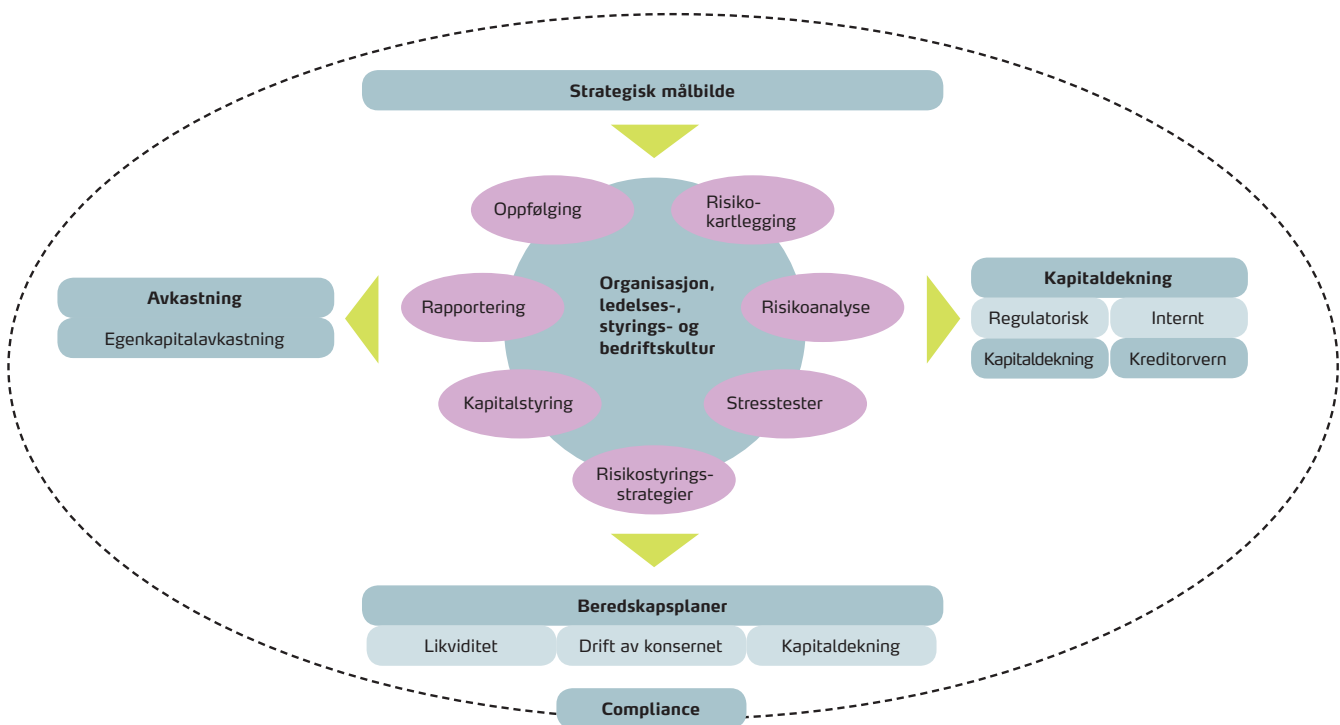 Strategisk målbilde
Oppfølging
Risiko-
kartlegging
Avkastning
Egenkapitalavkastning
Rapportering
Organisasjon,
ledelses-,
styrings- og
bedriftskultur
Risikoanalyse
Kapitaldekning
Regulatorisk
Internt
Kapitaldekning
Kreditorvern
Kapitalstyring
Stresstester
Risikostyrings-
strategier
Beredskapsplaner
Likviditet
Drift av konsernet
Kapitaldekning
Compliance